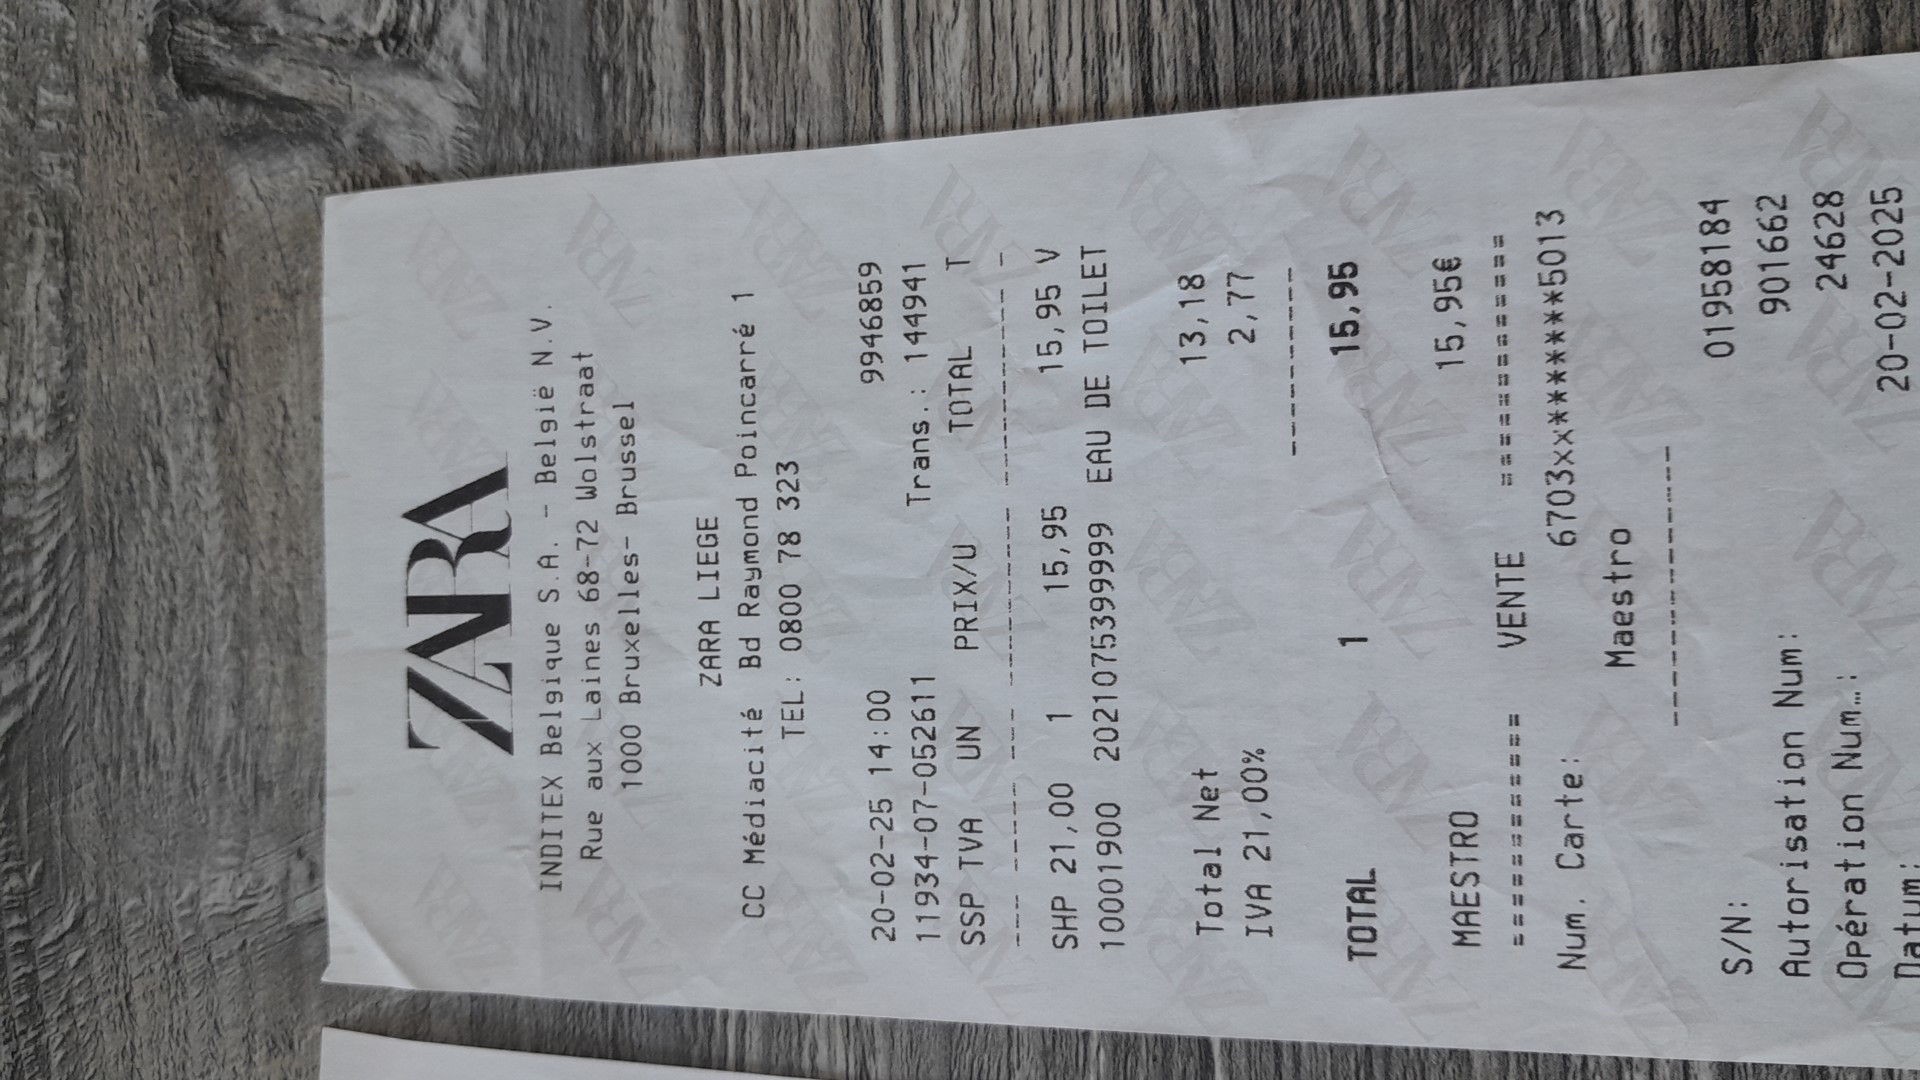 ZARA
INDITEX Belgique S.A. - België N.V.
Rue aux Laines 68-72 Wolstraat
1000 Bruxelles- Brussel
ZARA LIEGE
CC Médiacité Bd Raymond Poincarré 1
TEL: 0800 78 323
20-02-25 14:00 9946859
11934-07-052611 Trans.: 144941
SSP TVA UN PRIX/U TOTAL T
SHP 21,00 1 15,95 15,95 V
10001900 2021075399999 EAU DE TOILET
Total Net 13,18
IVA 21,00% 2,77
TOTAL 1 15,95
MAESTRO 15,95€
=========== VENTE ============
Num. Carte: 6703xx********5013
Maestro
S/N: 01958184
Autorisation Num: 901662
Opération Num…: 24628
Datum: 20-02-2025